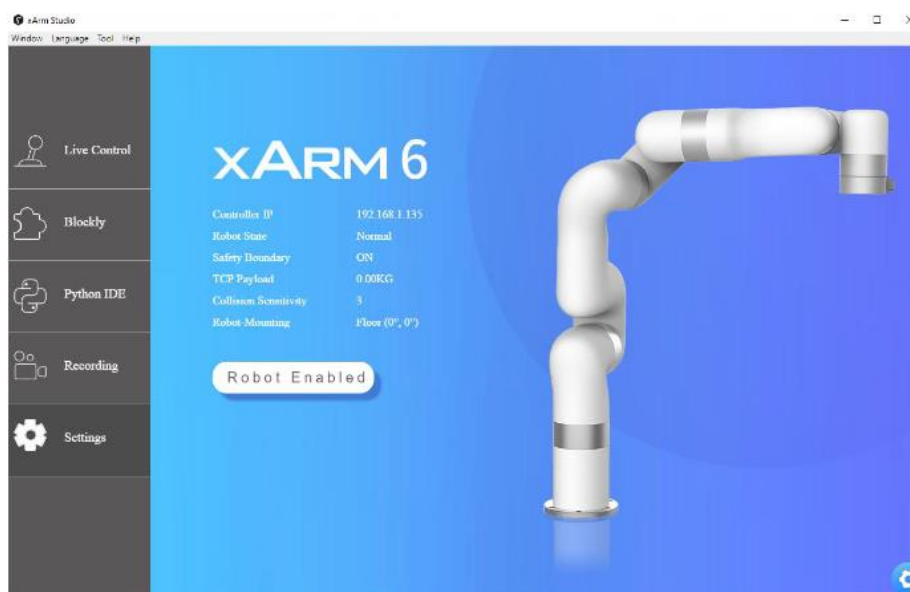 xArm Studio
Window Language Tool Help
Live Control
Blockly
Python IDE
Recording
Settings
XARM 6
Controller IP 192.168.1.135
Robot State Normal
Safety Boundary ON
TCP Payload 0.00KG
Collision Sensitivity 3
Robot-Mounting Floor (0°, 0°)
Robot Enabled